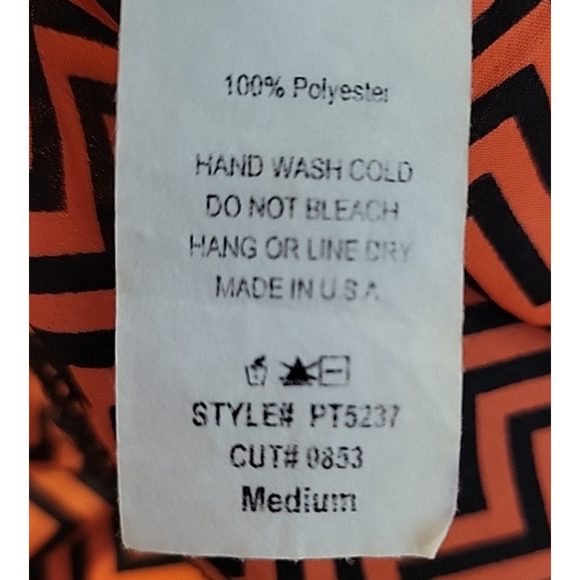 100% Polyester
HAND WASH COLD
DO NOT BLEACH
HANG OR LINE DRY
MADE IN U.S.A
STYLE# PT5237
CUT# 0853
Medium